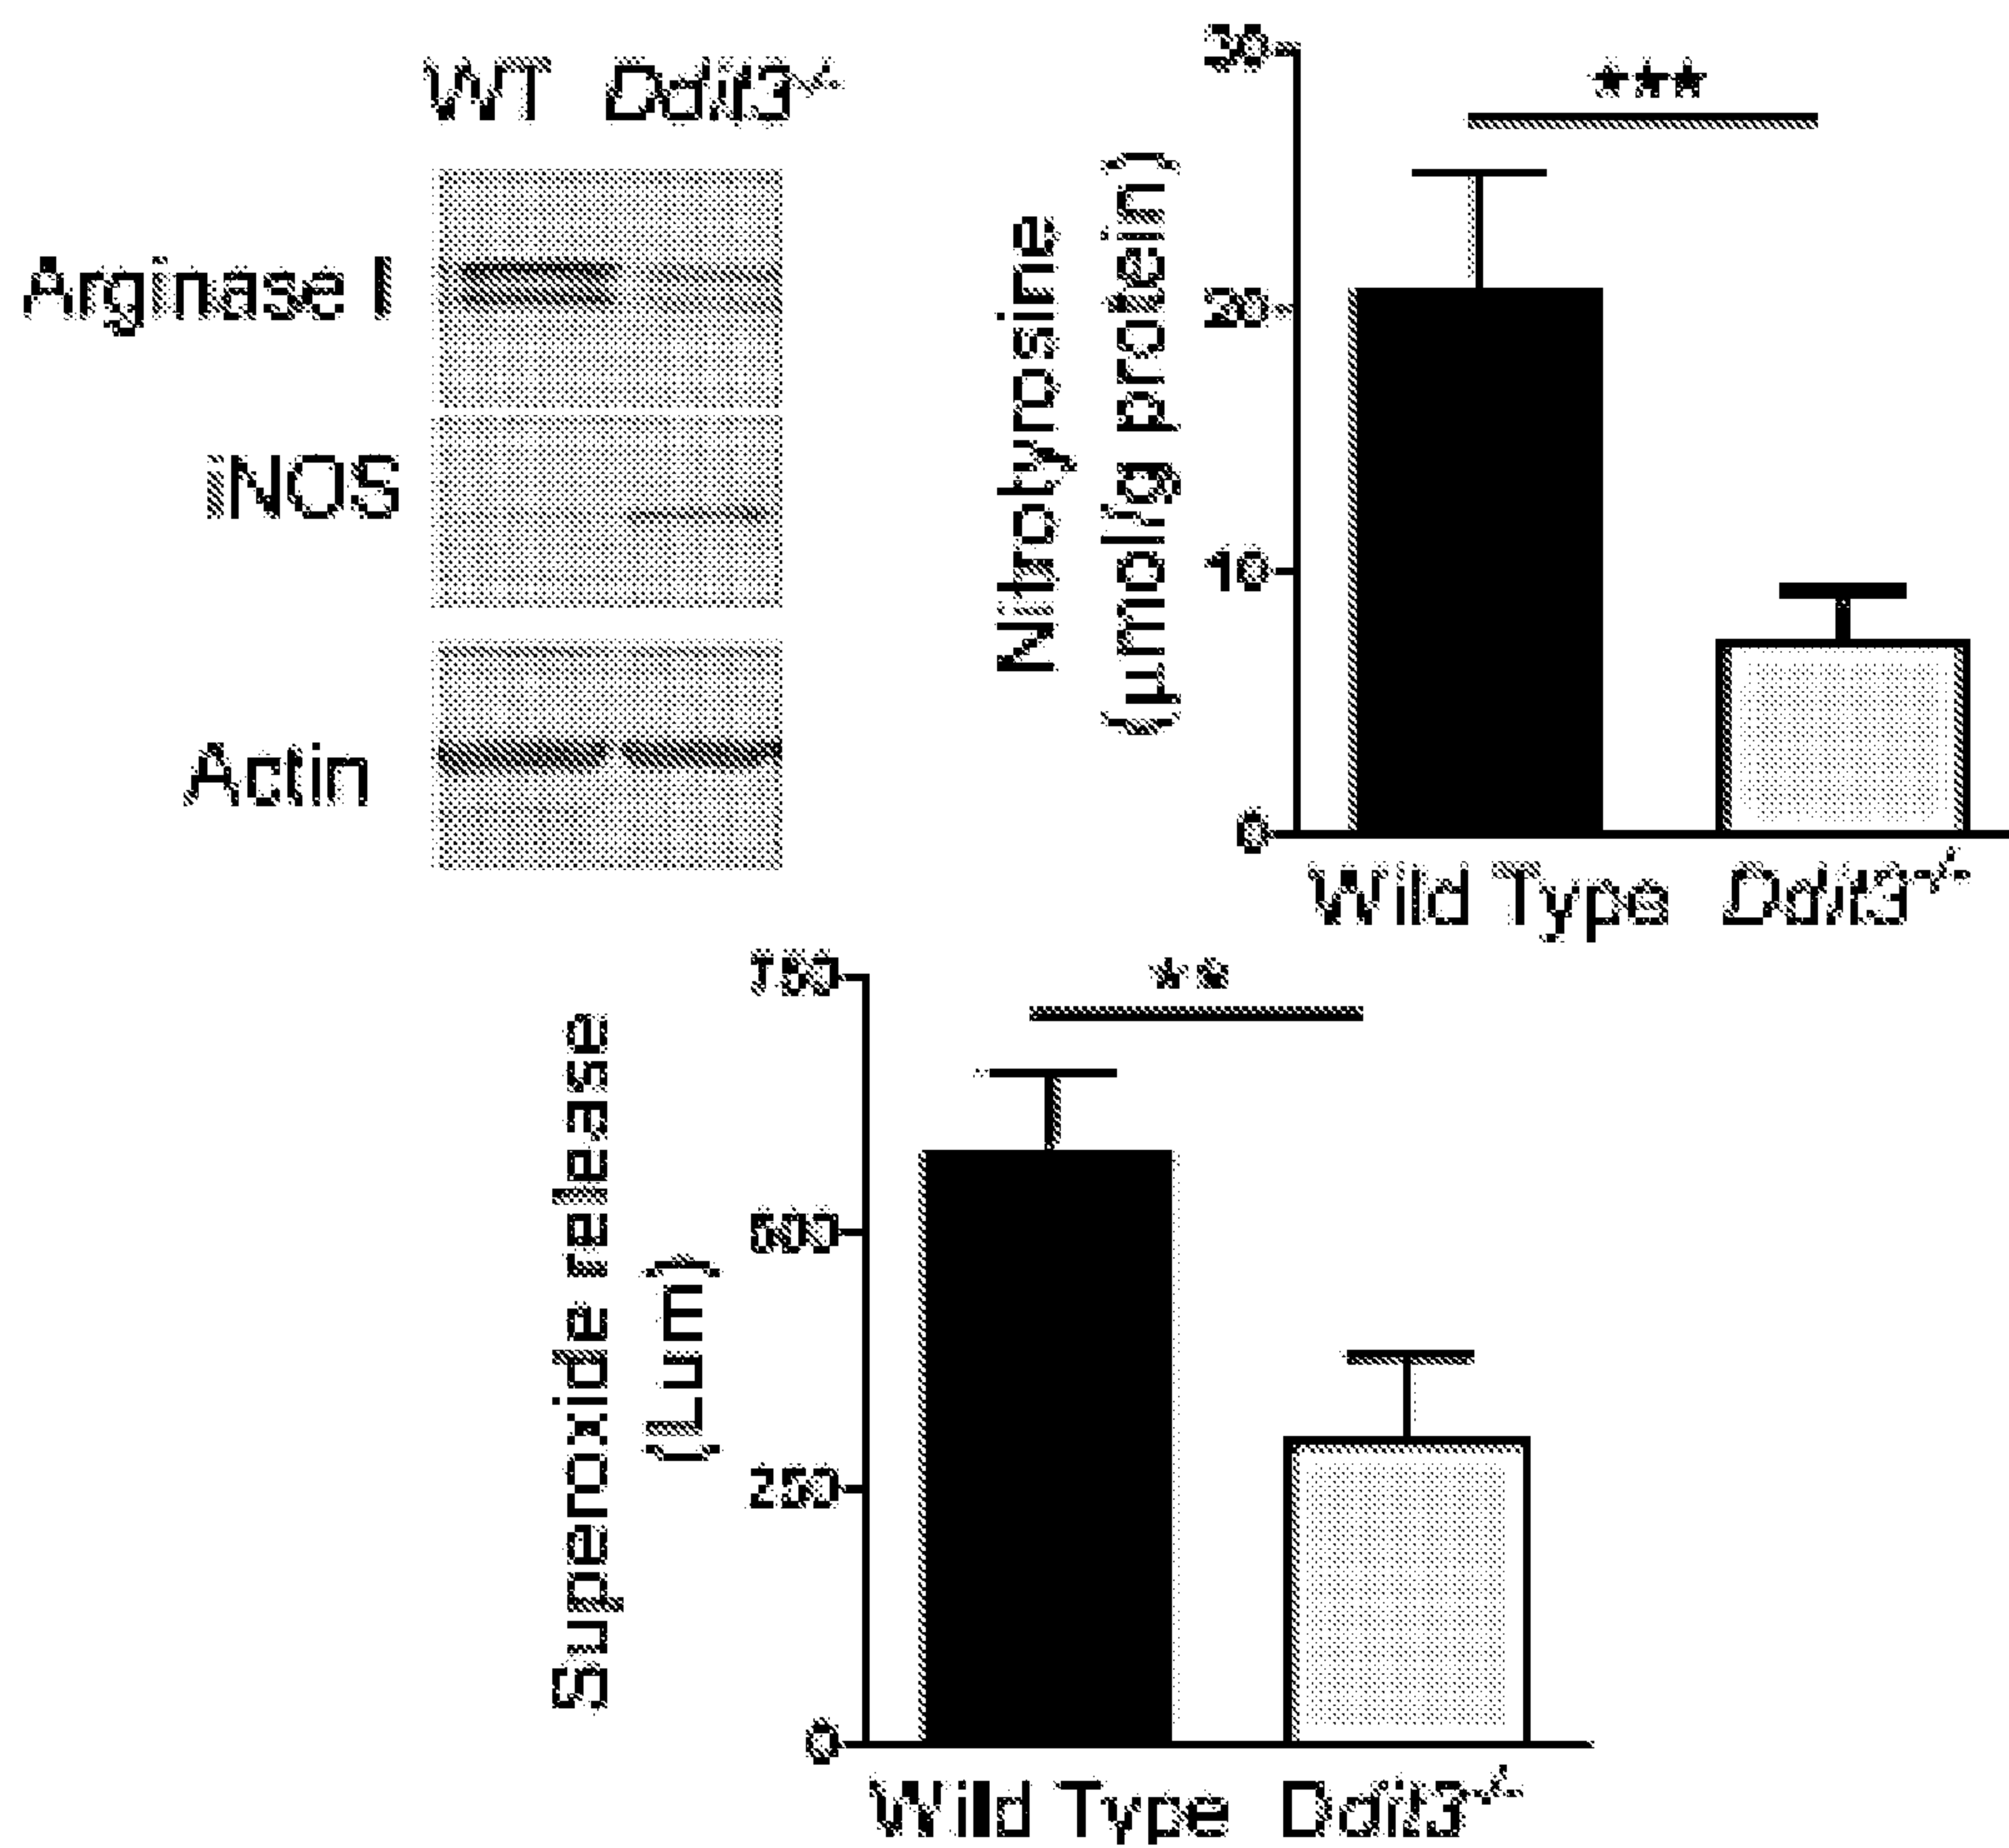 WT Ddit3-/-
Arginase I
iNOS
Actin
Nitrotyrosine
(µmol/g protein)
30
***
20
10
0
Wild Type Ddit3-/-
Superoxide release
(Lum)
750
**
500
250
0
Wild Type Ddit3-/-